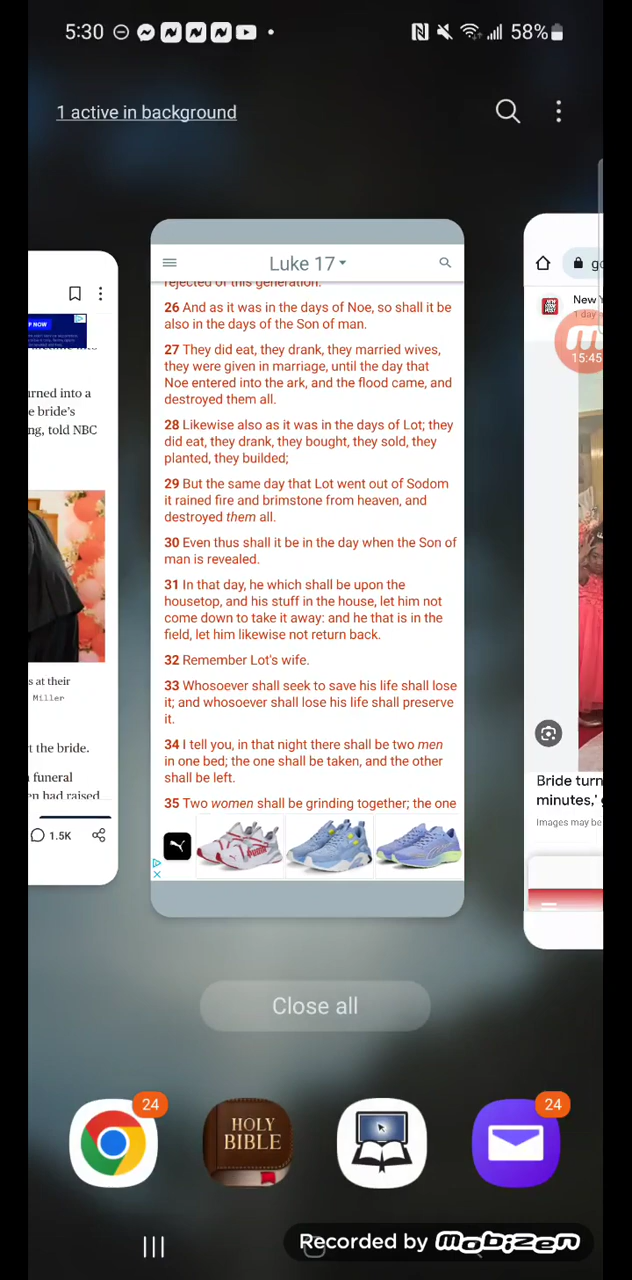 5:30
58%
1 active in background
Luke 17
rejected of this generation.
26 And as it was in the days of Noe, so shall it be
also in the days of the Son of man.
27 They did eat, they drank, they married wives,
they were given in marriage, until the day that
Noe entered into the ark, and the flood came, and
destroyed them all.
28 Likewise also as it was in the days of Lot; they
did eat, they drank, they bought, they sold, they
planted, they builded;
29 But the same day that Lot went out of Sodom
it rained fire and brimstone from heaven, and
destroyed them all.
30 Even thus shall it be in the day when the Son of
man is revealed.
31 In that day, he which shall be upon the
housetop, and his stuff in the house, let him not
come down to take it away: and he that is in the
field, let him likewise not return back.
32 Remember Lot's wife.
33 Whosoever shall seek to save his life shall lose
it; and whosoever shall lose his life shall preserve
it.
34 I tell you, in that night there shall be two men
in one bed; the one shall be taken, and the other
shall be left.
35 Two women shall be grinding together; the one
P NOW
urned into a
e bride's
ng, told NBC
s at their
Miller
t the bride.
funeral
en had raised
1.5K
go
NEW YORK POST
New Y
1 day
15:45
Bride turn
minutes,' g
Images may be
Close all
24
HOLY
BIBLE
24
Recorded by mobizen